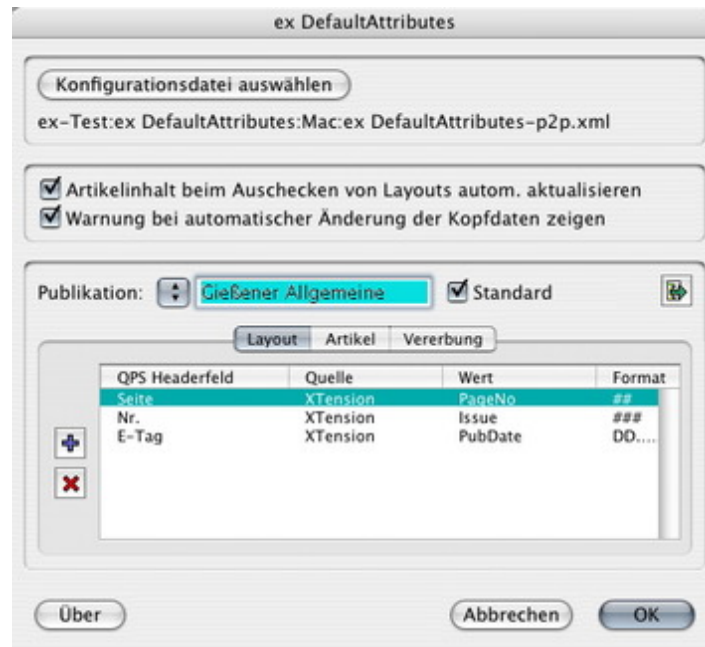 ex DefaultAttributes
Konfigurationsdatei auswählen
ex-Test:ex DefaultAttributes:Mac:ex DefaultAttributes-p2p.xml
Artikelinhalt beim Auschecken von Layouts autom. aktualisieren
Warnung bei automatischer Änderung der Kopfdaten zeigen
Publikation: Gießener Allgemeine Standard
Layout Artikel Vererbung
QPS Headerfeld Quelle Wert Format
Seite XTension PageNo ##
Nr. XTension Issue ###
E-Tag XTension PubDate DD.....
Über Abbrechen OK